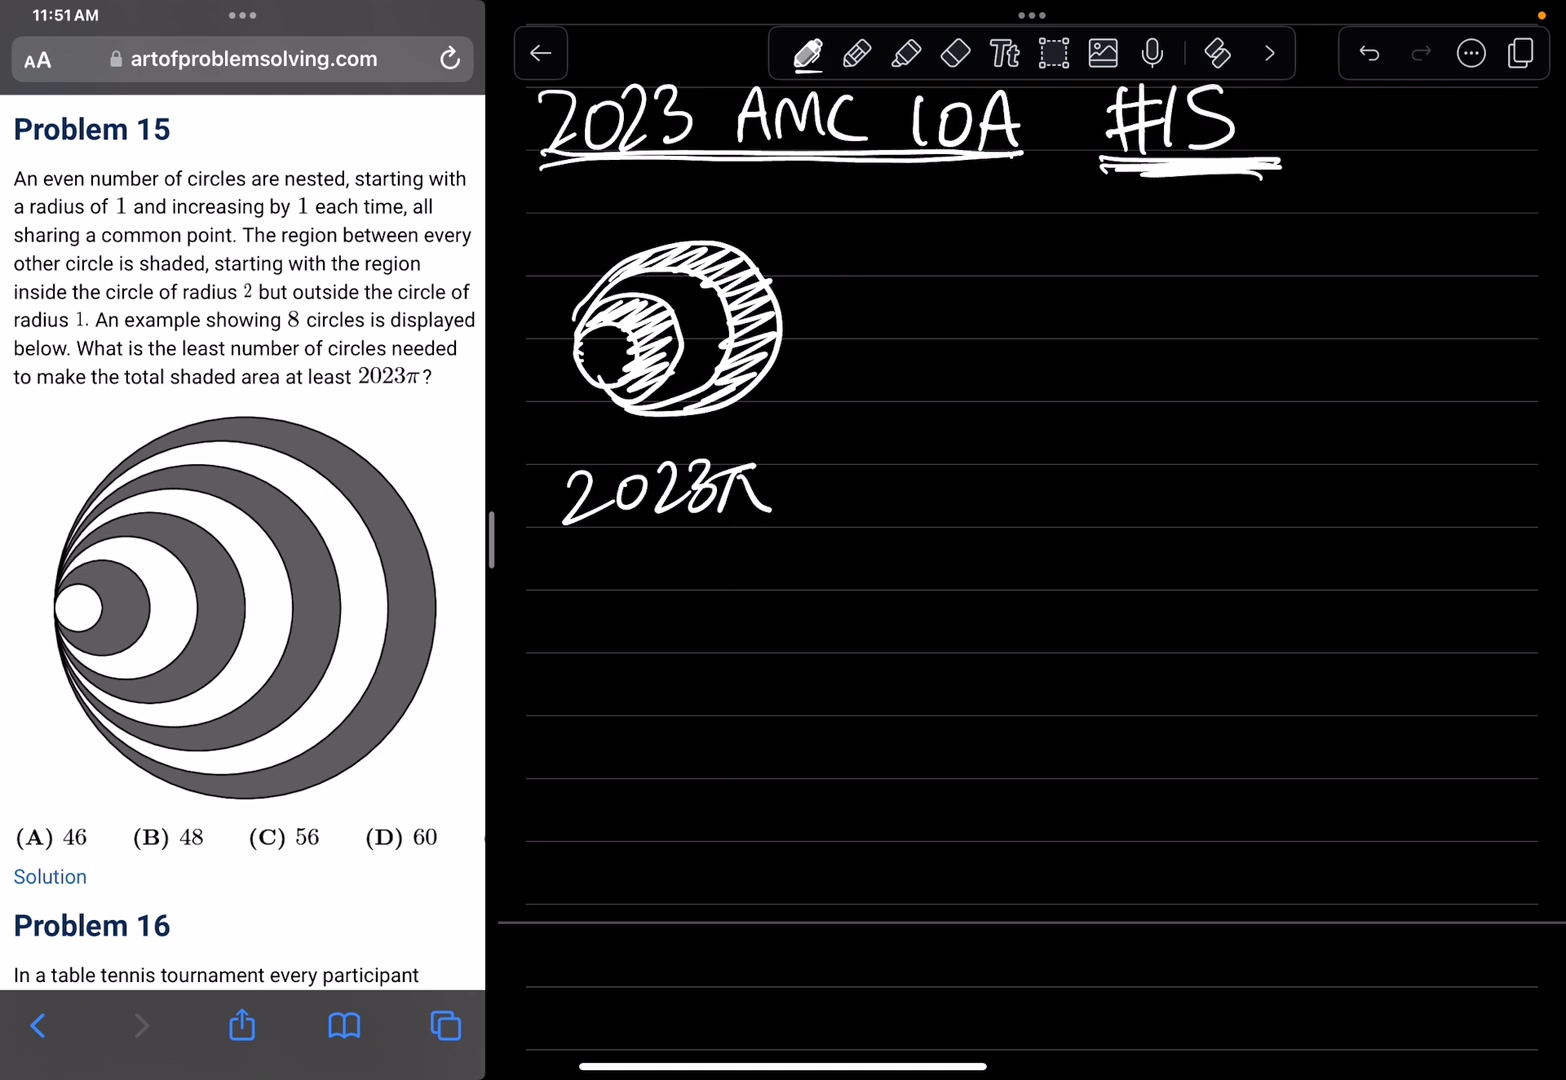 11:51 AM
AA artofproblemsolving.com
Problem 15
An even number of circles are nested, starting with
a radius of 1 and increasing by 1 each time, all
sharing a common point. The region between every
other circle is shaded, starting with the region
inside the circle of radius 2 but outside the circle of
radius 1. An example showing 8 circles is displayed
below. What is the least number of circles needed
to make the total shaded area at least 2023π?
(A) 46 (B) 48 (C) 56 (D) 60
Solution
Problem 16
In a table tennis tournament every participant
Tt
2023 AMC 10A #15
2023π